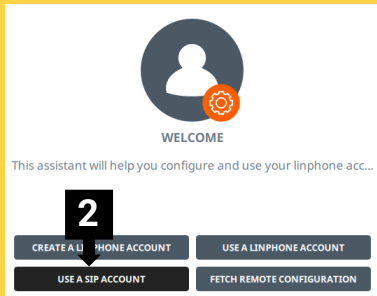 WELCOME
This assistant will help you configure and use your linphone acc...
2
CREATE A LINPHONE ACCOUNT
USE A LINPHONE ACCOUNT
USE A SIP ACCOUNT
FETCH REMOTE CONFIGURATION